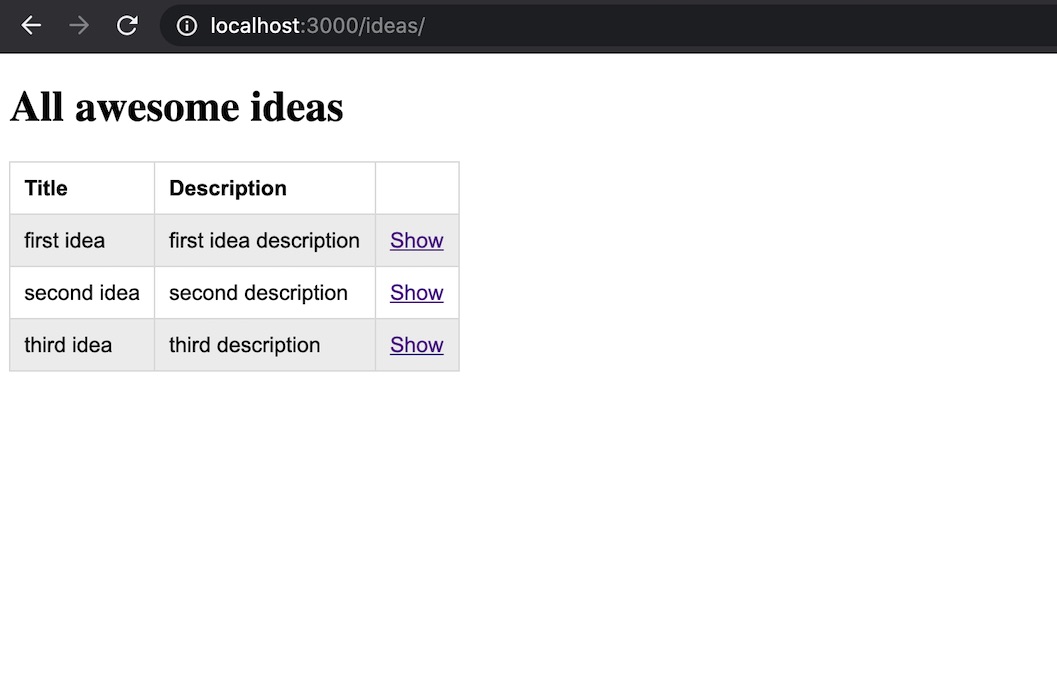 localhost:3000/ideas/
All awesome ideas
Title Description
first idea first idea description Show
second idea second description Show
third idea third description Show